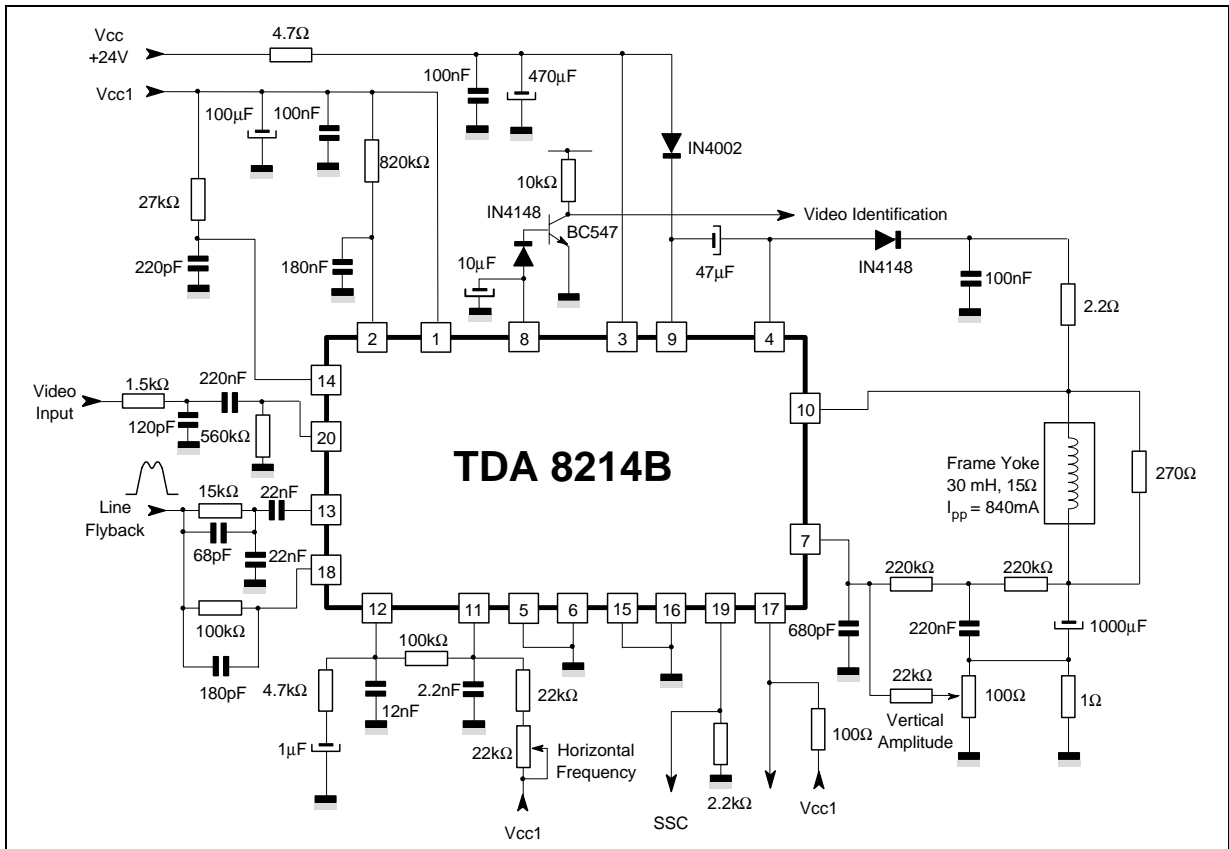 Vcc
+24V
4.7Ω
Vcc1
100μF
100nF
100nF
470μF
820kΩ
27kΩ
220pF
180nF
10kΩ
IN4148
BC547
10μF
IN4002
Video Identification
47μF
IN4148
100nF
2.2Ω
2
1
8
3
9
4
14
20
13
18
10
7
Video
Input
1.5kΩ
220nF
120pF
560kΩ
TDA 8214B
Line
Flyback
15kΩ
22nF
68pF
22nF
100kΩ
180pF
Frame Yoke
30 mH, 15Ω
Ipp = 840mA
270Ω
12
11
5
6
15
16
19
17
220kΩ
220kΩ
680pF
220nF
1000μF
22kΩ
100Ω
1Ω
Vertical
Amplitude
100kΩ
4.7kΩ
12nF
2.2nF
22kΩ
1μF
22kΩ
Horizontal
Frequency
Vcc1
SSC
2.2kΩ
100Ω
Vcc1